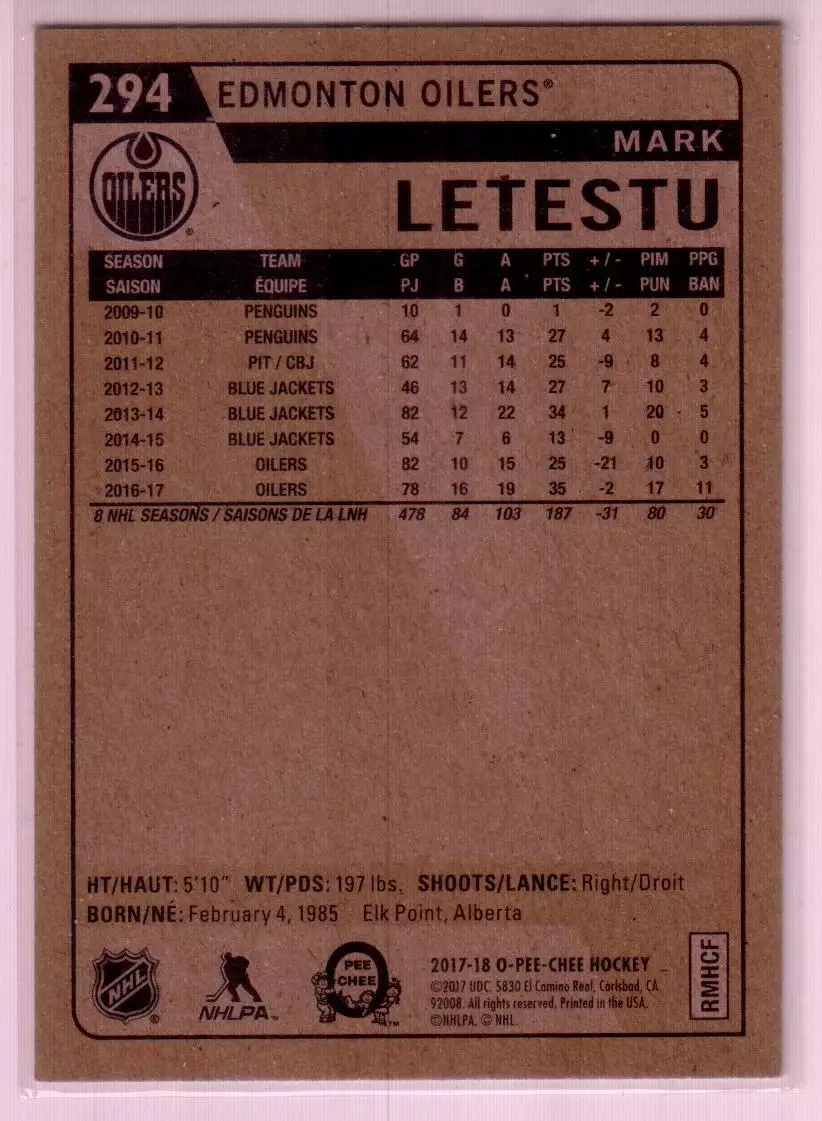 294 EDMONTON OILERS®
MARK
OILERS ®
LETESTU
SEASON TEAM GP G A PTS +/- PIM PPG
SAISON ÉQUIPE PJ B A PTS +/- PUN BAN
2009-10 PENGUINS 10 1 0 1 -2 2 0
2010-11 PENGUINS 64 14 13 27 4 13 4
2011-12 PIT / CBJ 62 11 14 25 -9 8 4
2012-13 BLUE JACKETS 46 13 14 27 7 10 3
2013-14 BLUE JACKETS 82 12 22 34 1 20 5
2014-15 BLUE JACKETS 54 7 6 13 -9 0 0
2015-16 OILERS 82 10 15 25 -21 10 3
2016-17 OILERS 78 16 19 35 -2 17 11
8 NHL SEASONS / SAISONS DE LA LNH 478 84 103 187 -31 80 30
HT/HAUT: 5'10" WT/PDS: 197 lbs. SHOOTS/LANCE: Right/Droit
BORN/NÉ: February 4, 1985 Elk Point, Alberta
NHL ®
NHLPA™
O PEE CHEE ™
2017-18 O-PEE-CHEE HOCKEY
©2017 UDC. 5830 El Camino Real, Carlsbad, CA
92008. All rights reserved. Printed in the USA.
©NHLPA. © NHL.
RMHCF